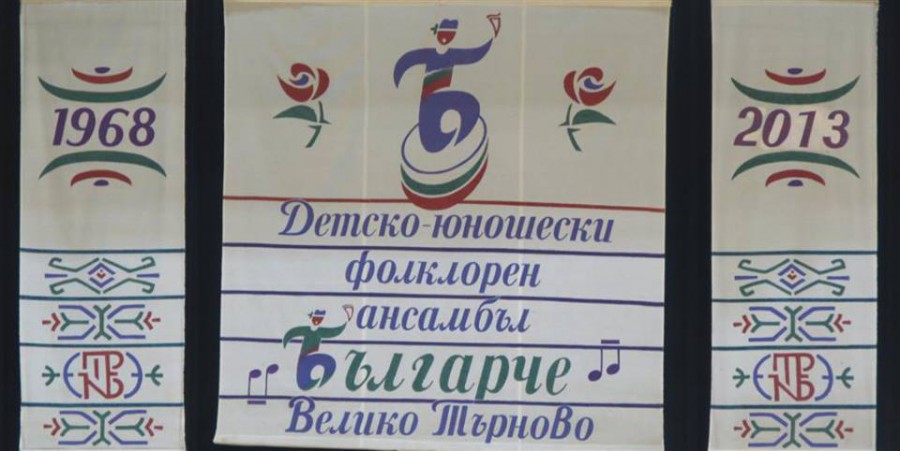 1968
Детско-юношески
фолклорен
ансамбъл
Българче
Велико Търново
2013